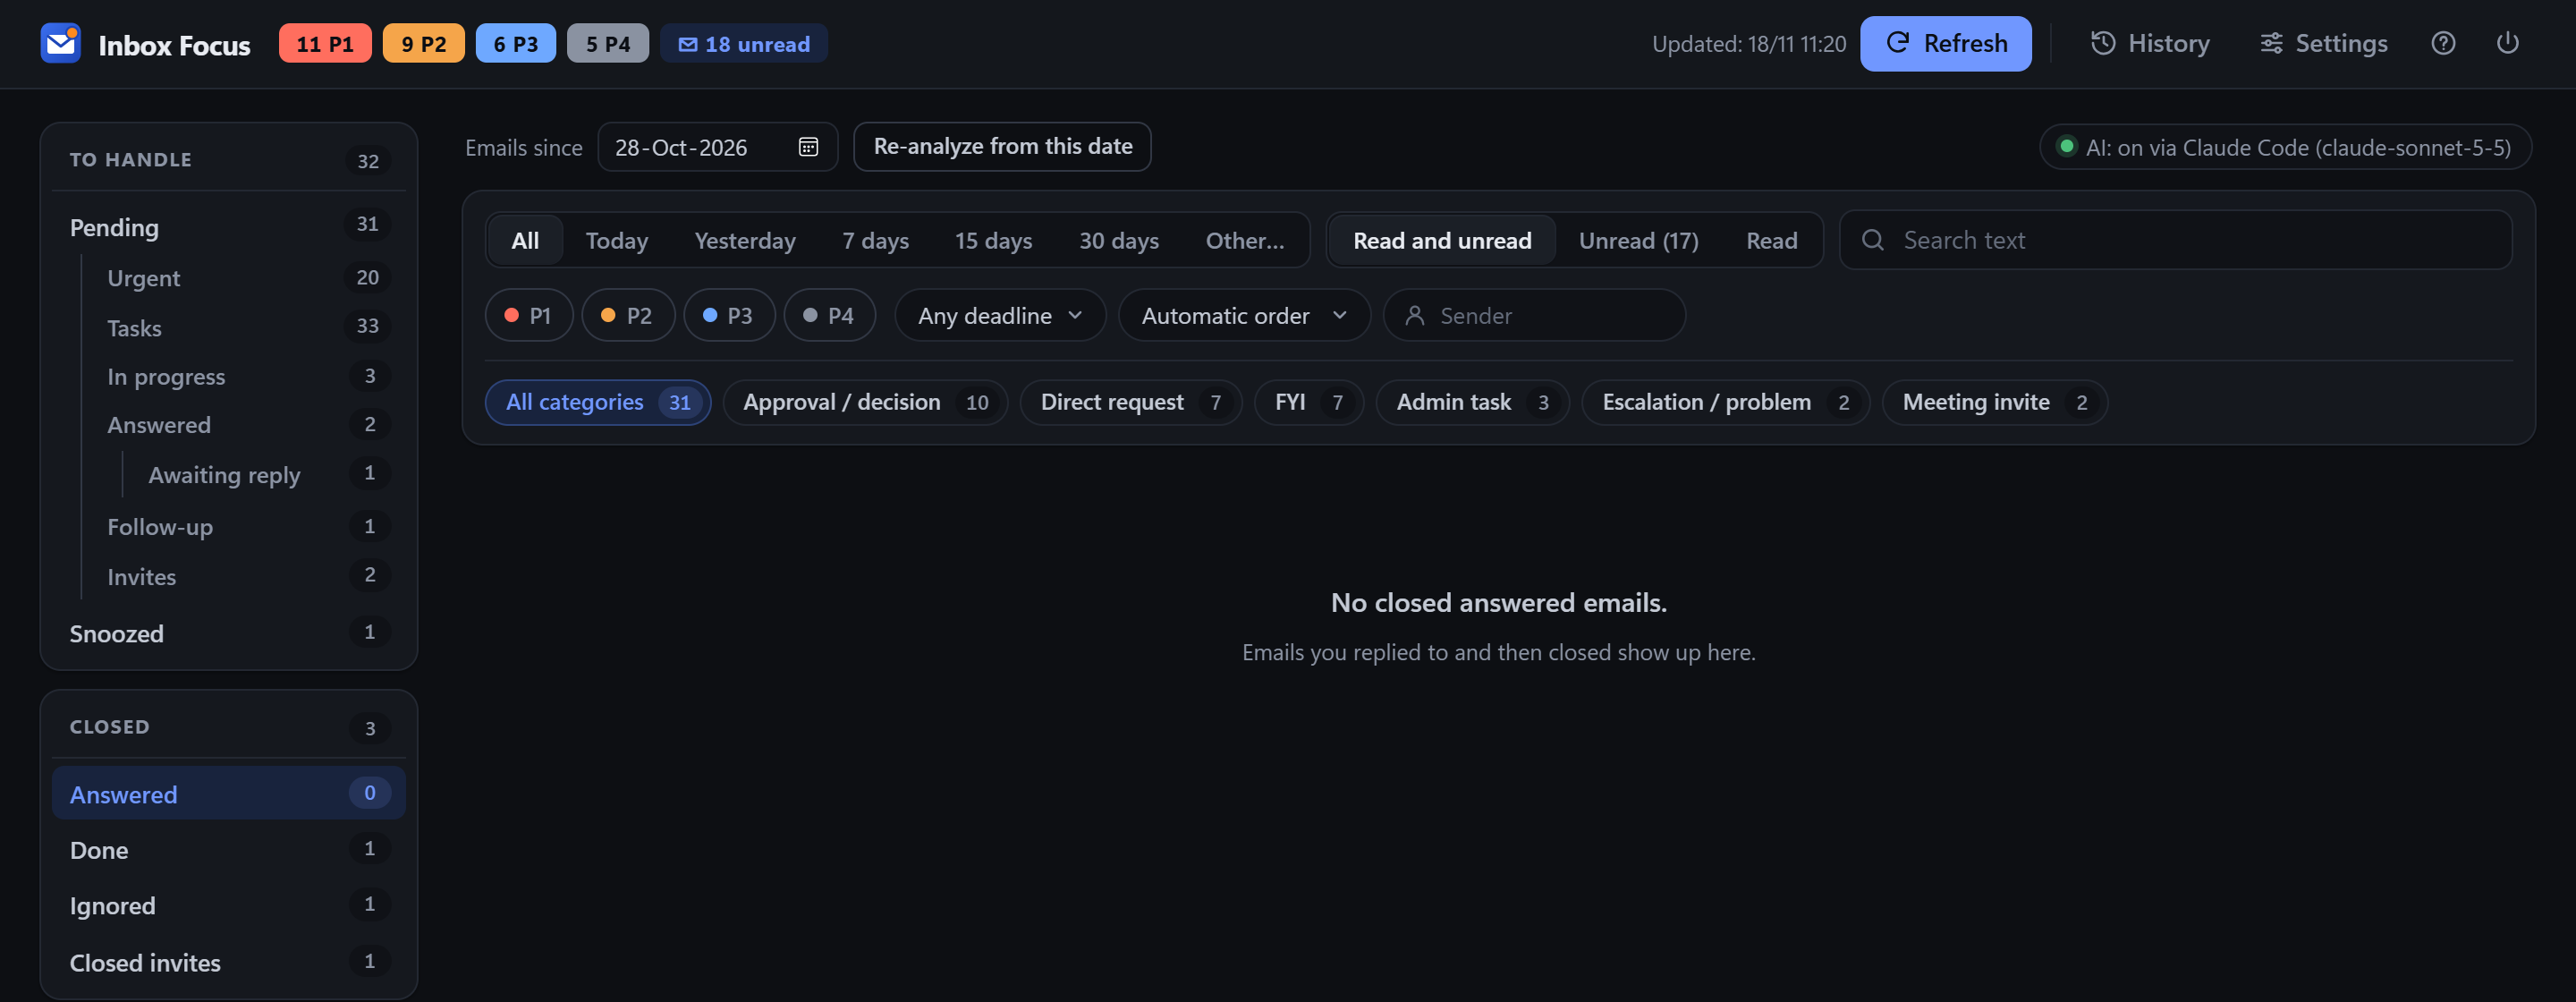 Inbox Focus 11 P1 9 P2 6 P3 5 P4 18 unread Updated: 18/11 11:20 Refresh History Settings
TO HANDLE 32
Pending 31
Urgent 20
Tasks 33
In progress 3
Answered 2
Awaiting reply 1
Follow-up 1
Invites 2
Snoozed 1
CLOSED 3
Answered 0
Done 1
Ignored 1
Closed invites 1
Emails since 28-Oct-2026 Re-analyze from this date AI: on via Claude Code (claude-sonnet-5-5)
All Today Yesterday 7 days 15 days 30 days Other... Read and unread Unread (17) Read Search text
P1 P2 P3 P4 Any deadline Automatic order Sender
All categories 31 Approval / decision 10 Direct request 7 FYI 7 Admin task 3 Escalation / problem 2 Meeting invite 2
No closed answered emails.
Emails you replied to and then closed show up here.